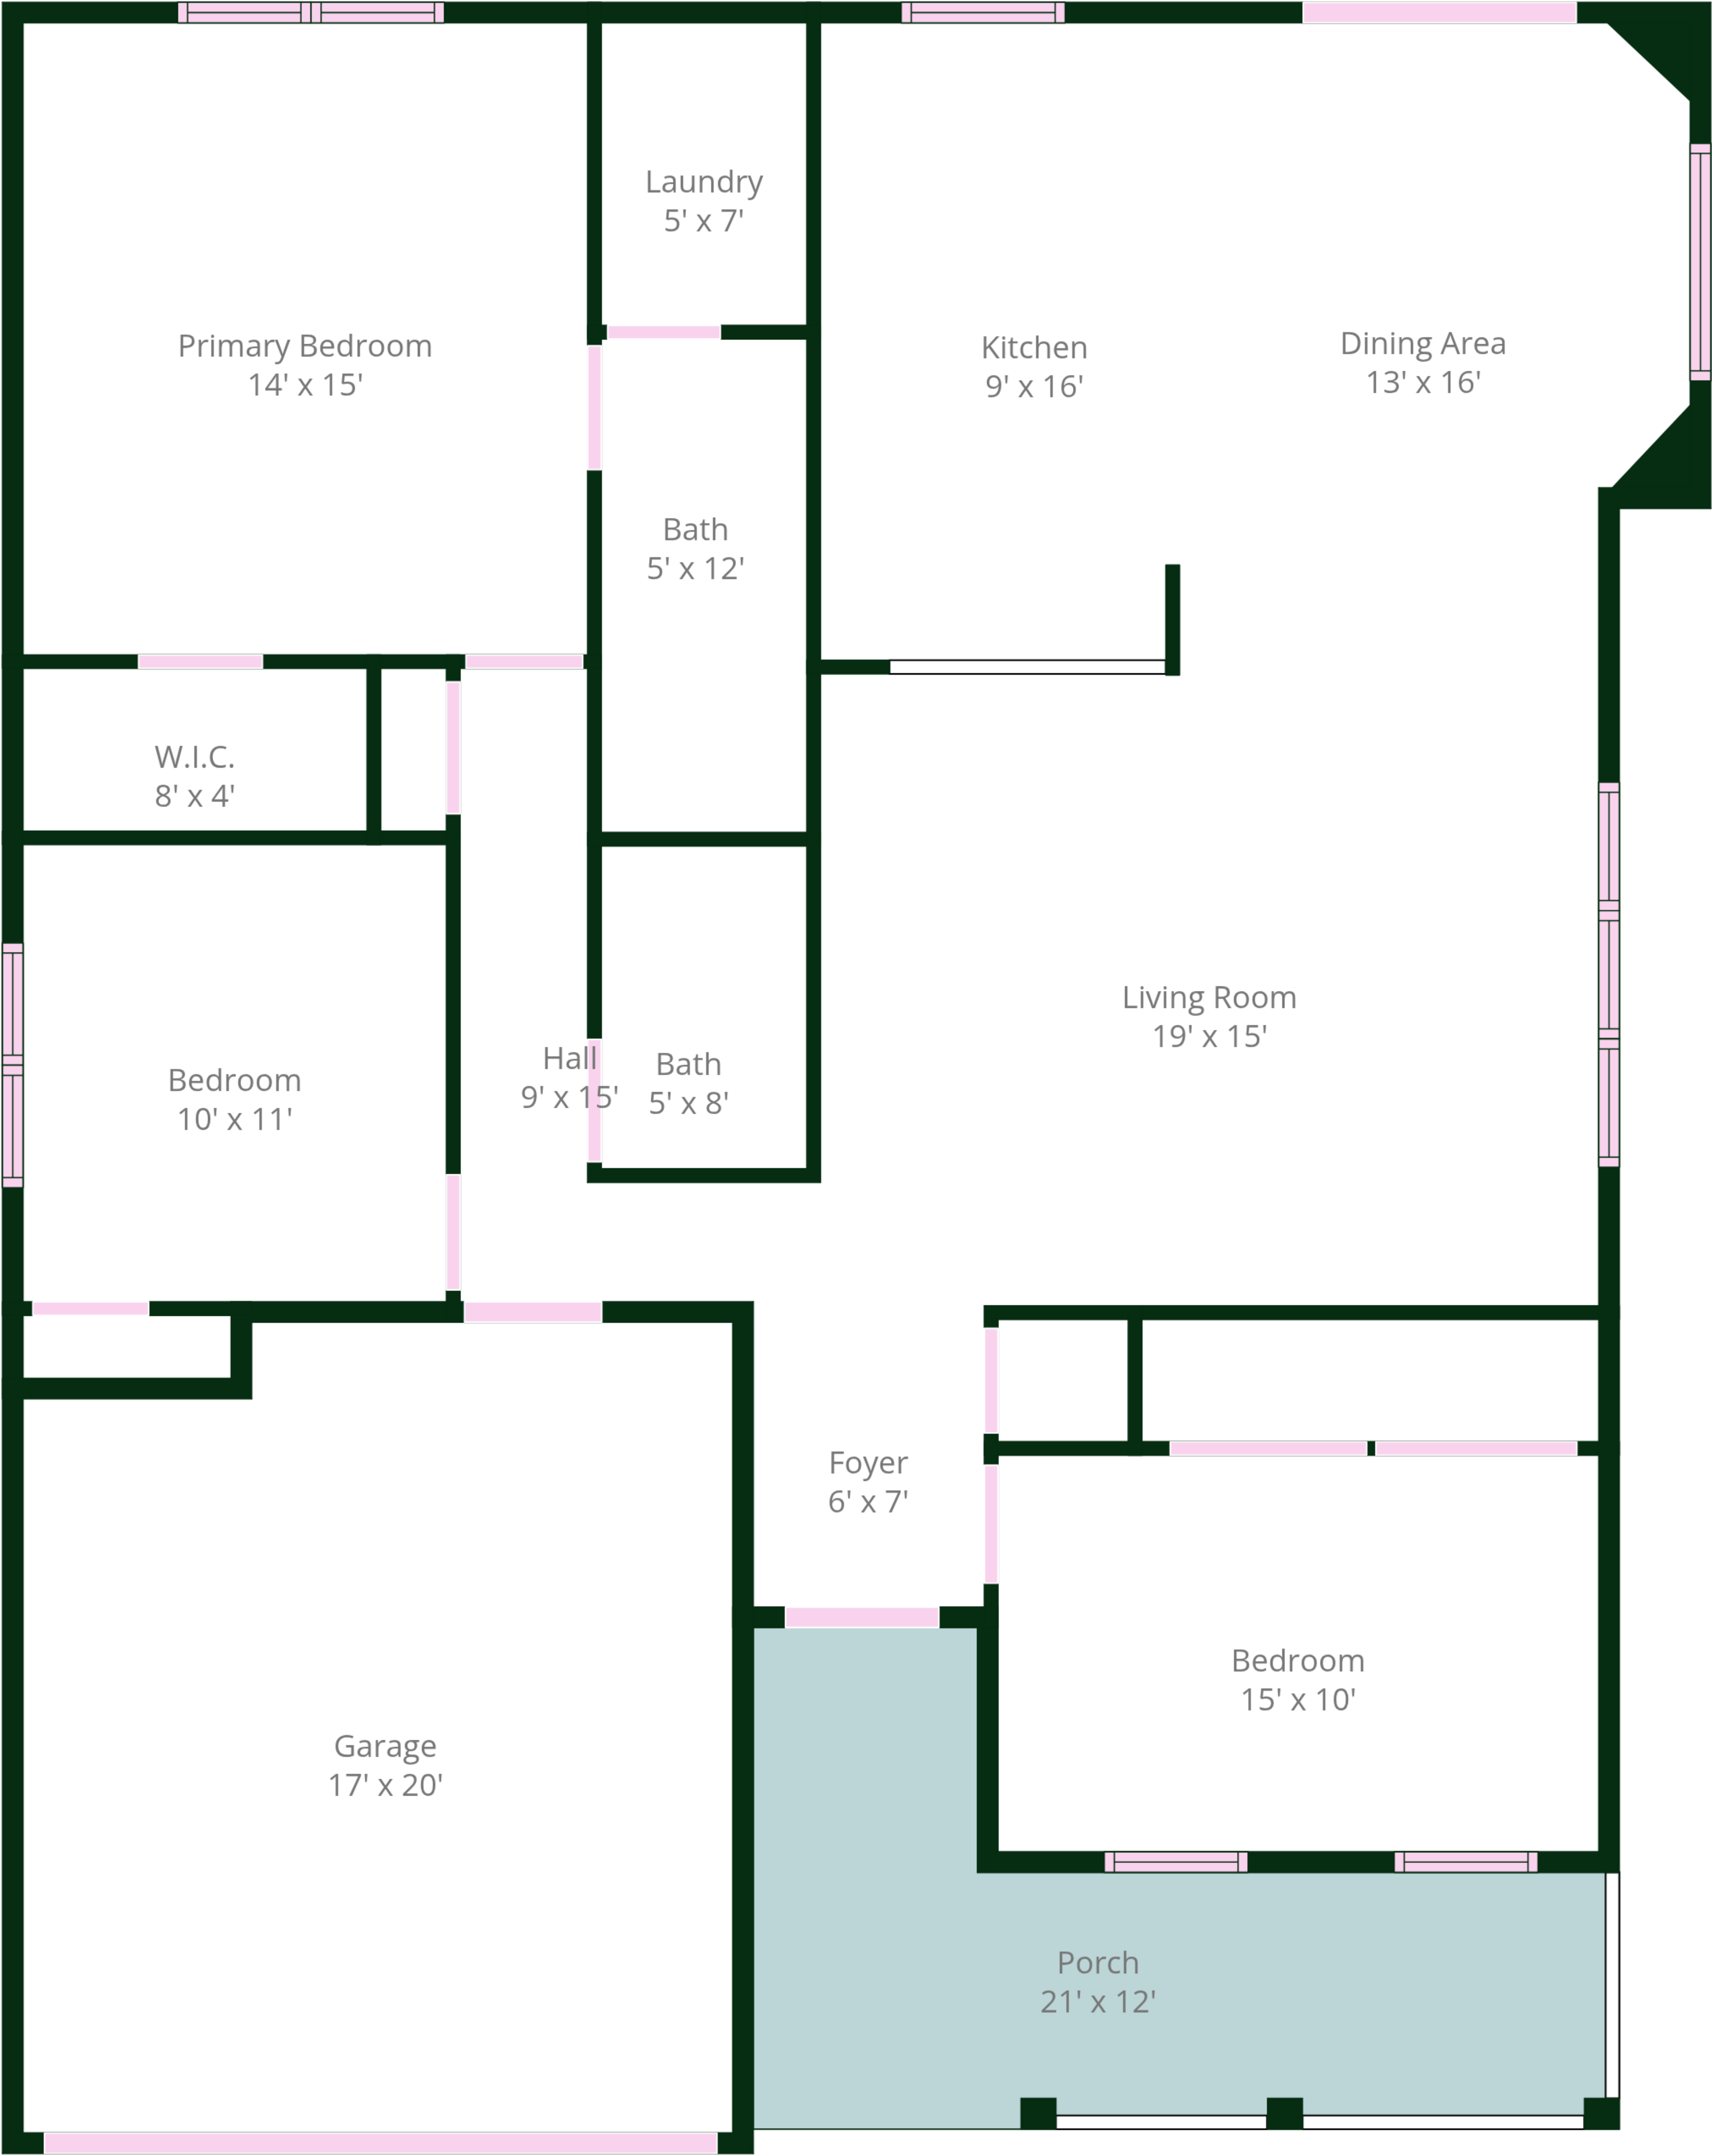 Laundry
5' x 7'
Primary Bedroom
14' x 15'
Kitchen
9' x 16'
Dining Area
13' x 16'
Bath
5' x 12'
W.I.C.
8' x 4'
Living Room
19' x 15'
Hall
9' x 15'
Bath
5' x 8'
Bedroom
10' x 11'
Foyer
6' x 7'
Bedroom
15' x 10'
Garage
17' x 20'
Porch
21' x 12'